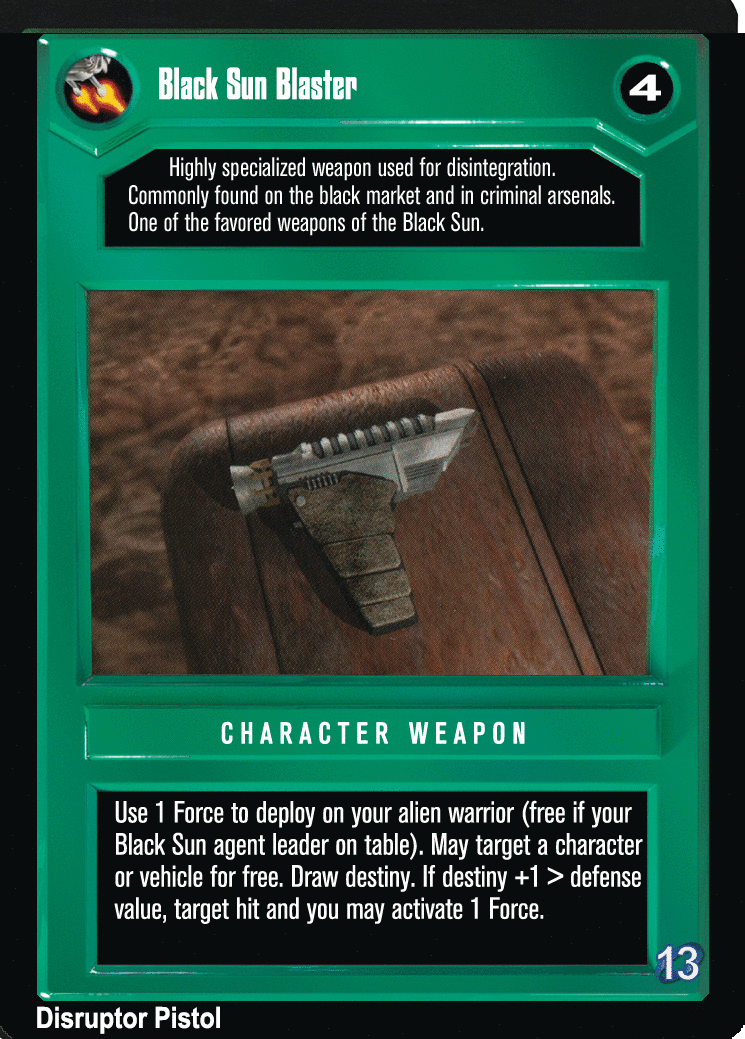 Black Sun Blaster
4
Highly specialized weapon used for disintegration.
Commonly found on the black market and in criminal arsenals.
One of the favored weapons of the Black Sun.
CHARACTER WEAPON
Use 1 Force to deploy on your alien warrior (free if your
Black Sun agent leader on table). May target a character
or vehicle for free. Draw destiny. If destiny +1 > defense
value, target hit and you may activate 1 Force.
13
Disruptor Pistol